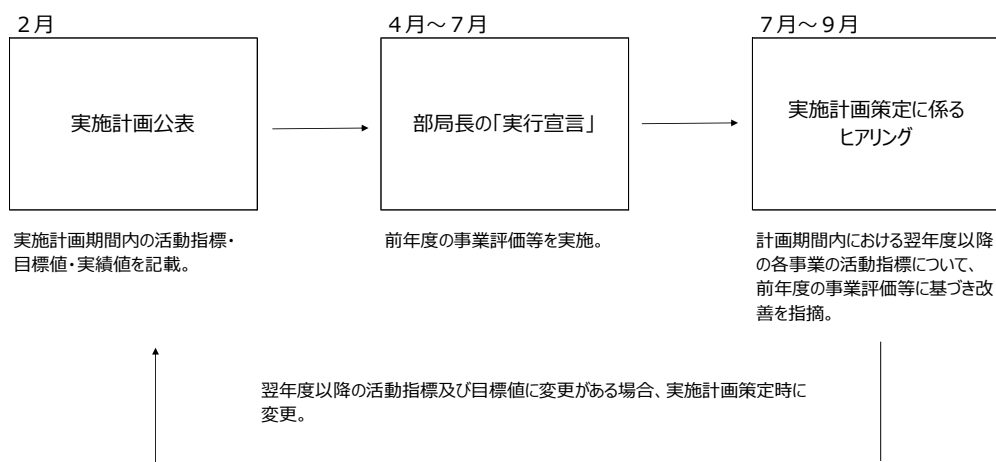 ２月
４月～７月
７月～９月
実施計画公表
部局長の「実行宣言」
実施計画策定に係る
ヒアリング
実施計画期間内の活動指標・
目標値・実績値を記載。
前年度の事業評価等を実施。
計画期間内における翌年度以降
の各事業の活動指標について、
前年度の事業評価等に基づき改
善を指摘。
翌年度以降の活動指標及び目標値に変更がある場合、実施計画策定時に
変更。